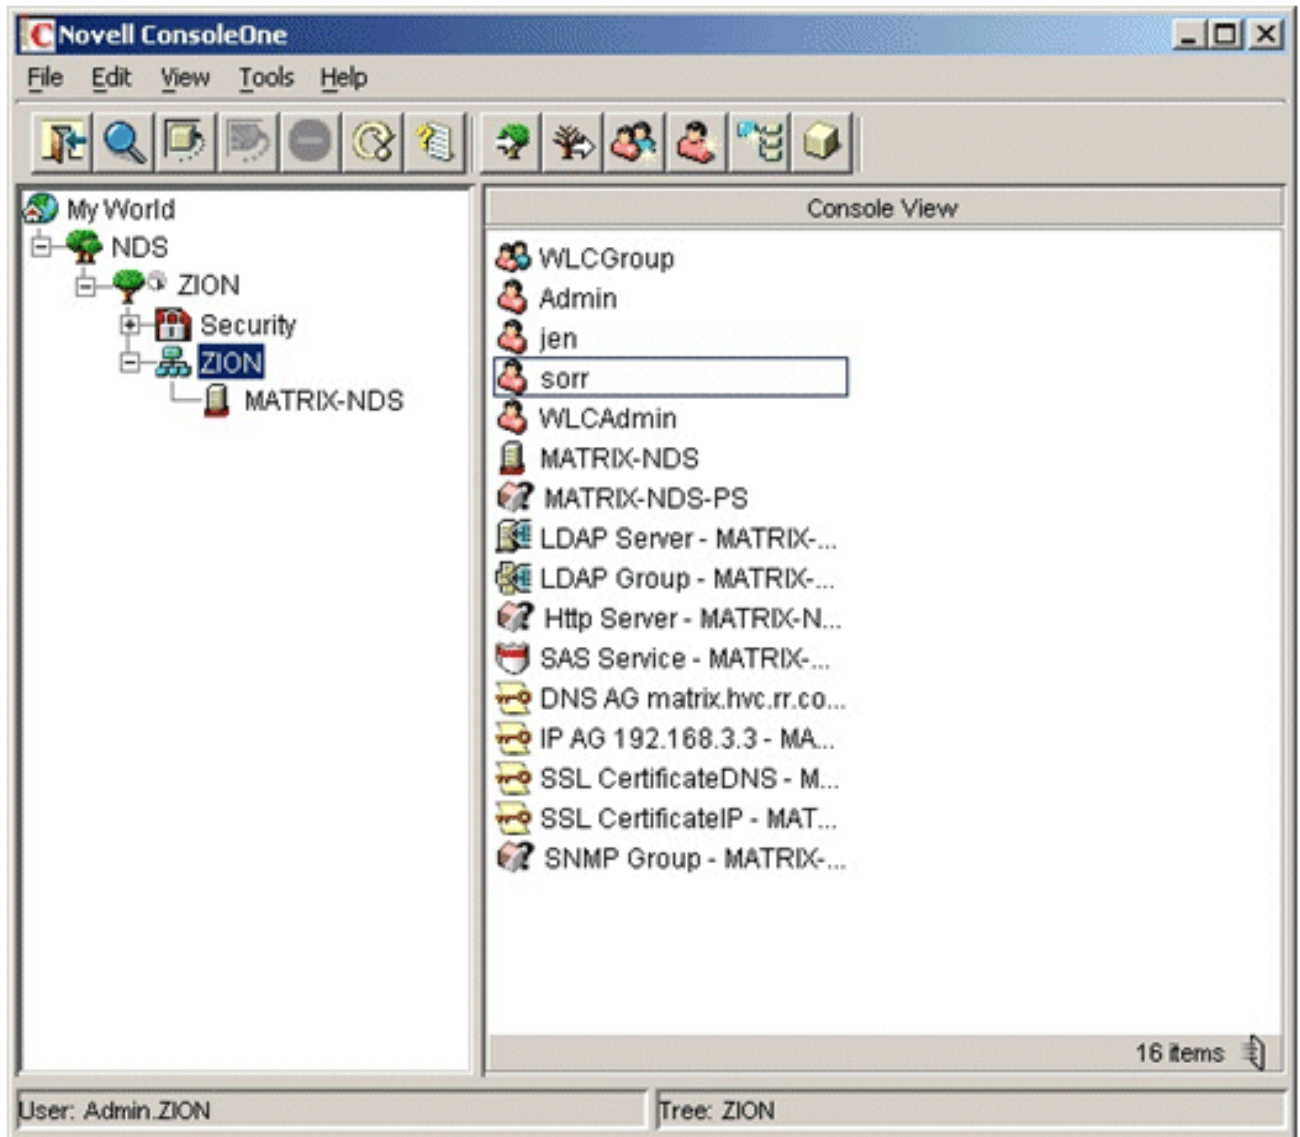 Novell ConsoleOne
File Edit View Tools Help
My World
NDS
ZION
Security
ZION
MATRIX-NDS
Console View
WLCGroup
Admin
jen
sorr
WLCAdmin
MATRIX-NDS
MATRIX-NDS-PS
LDAP Server - MATRIX-...
LDAP Group - MATRIX-...
Http Server - MATRIX-N...
SAS Service - MATRIX-...
DNS AG matrix.hvc.rr.co...
IP AG 192.168.3.3 - MA...
SSL CertificateDNS - M...
SSL CertificateIP - MAT...
SNMP Group - MATRIX-...
16 items
User: Admin.ZION
Tree: ZION